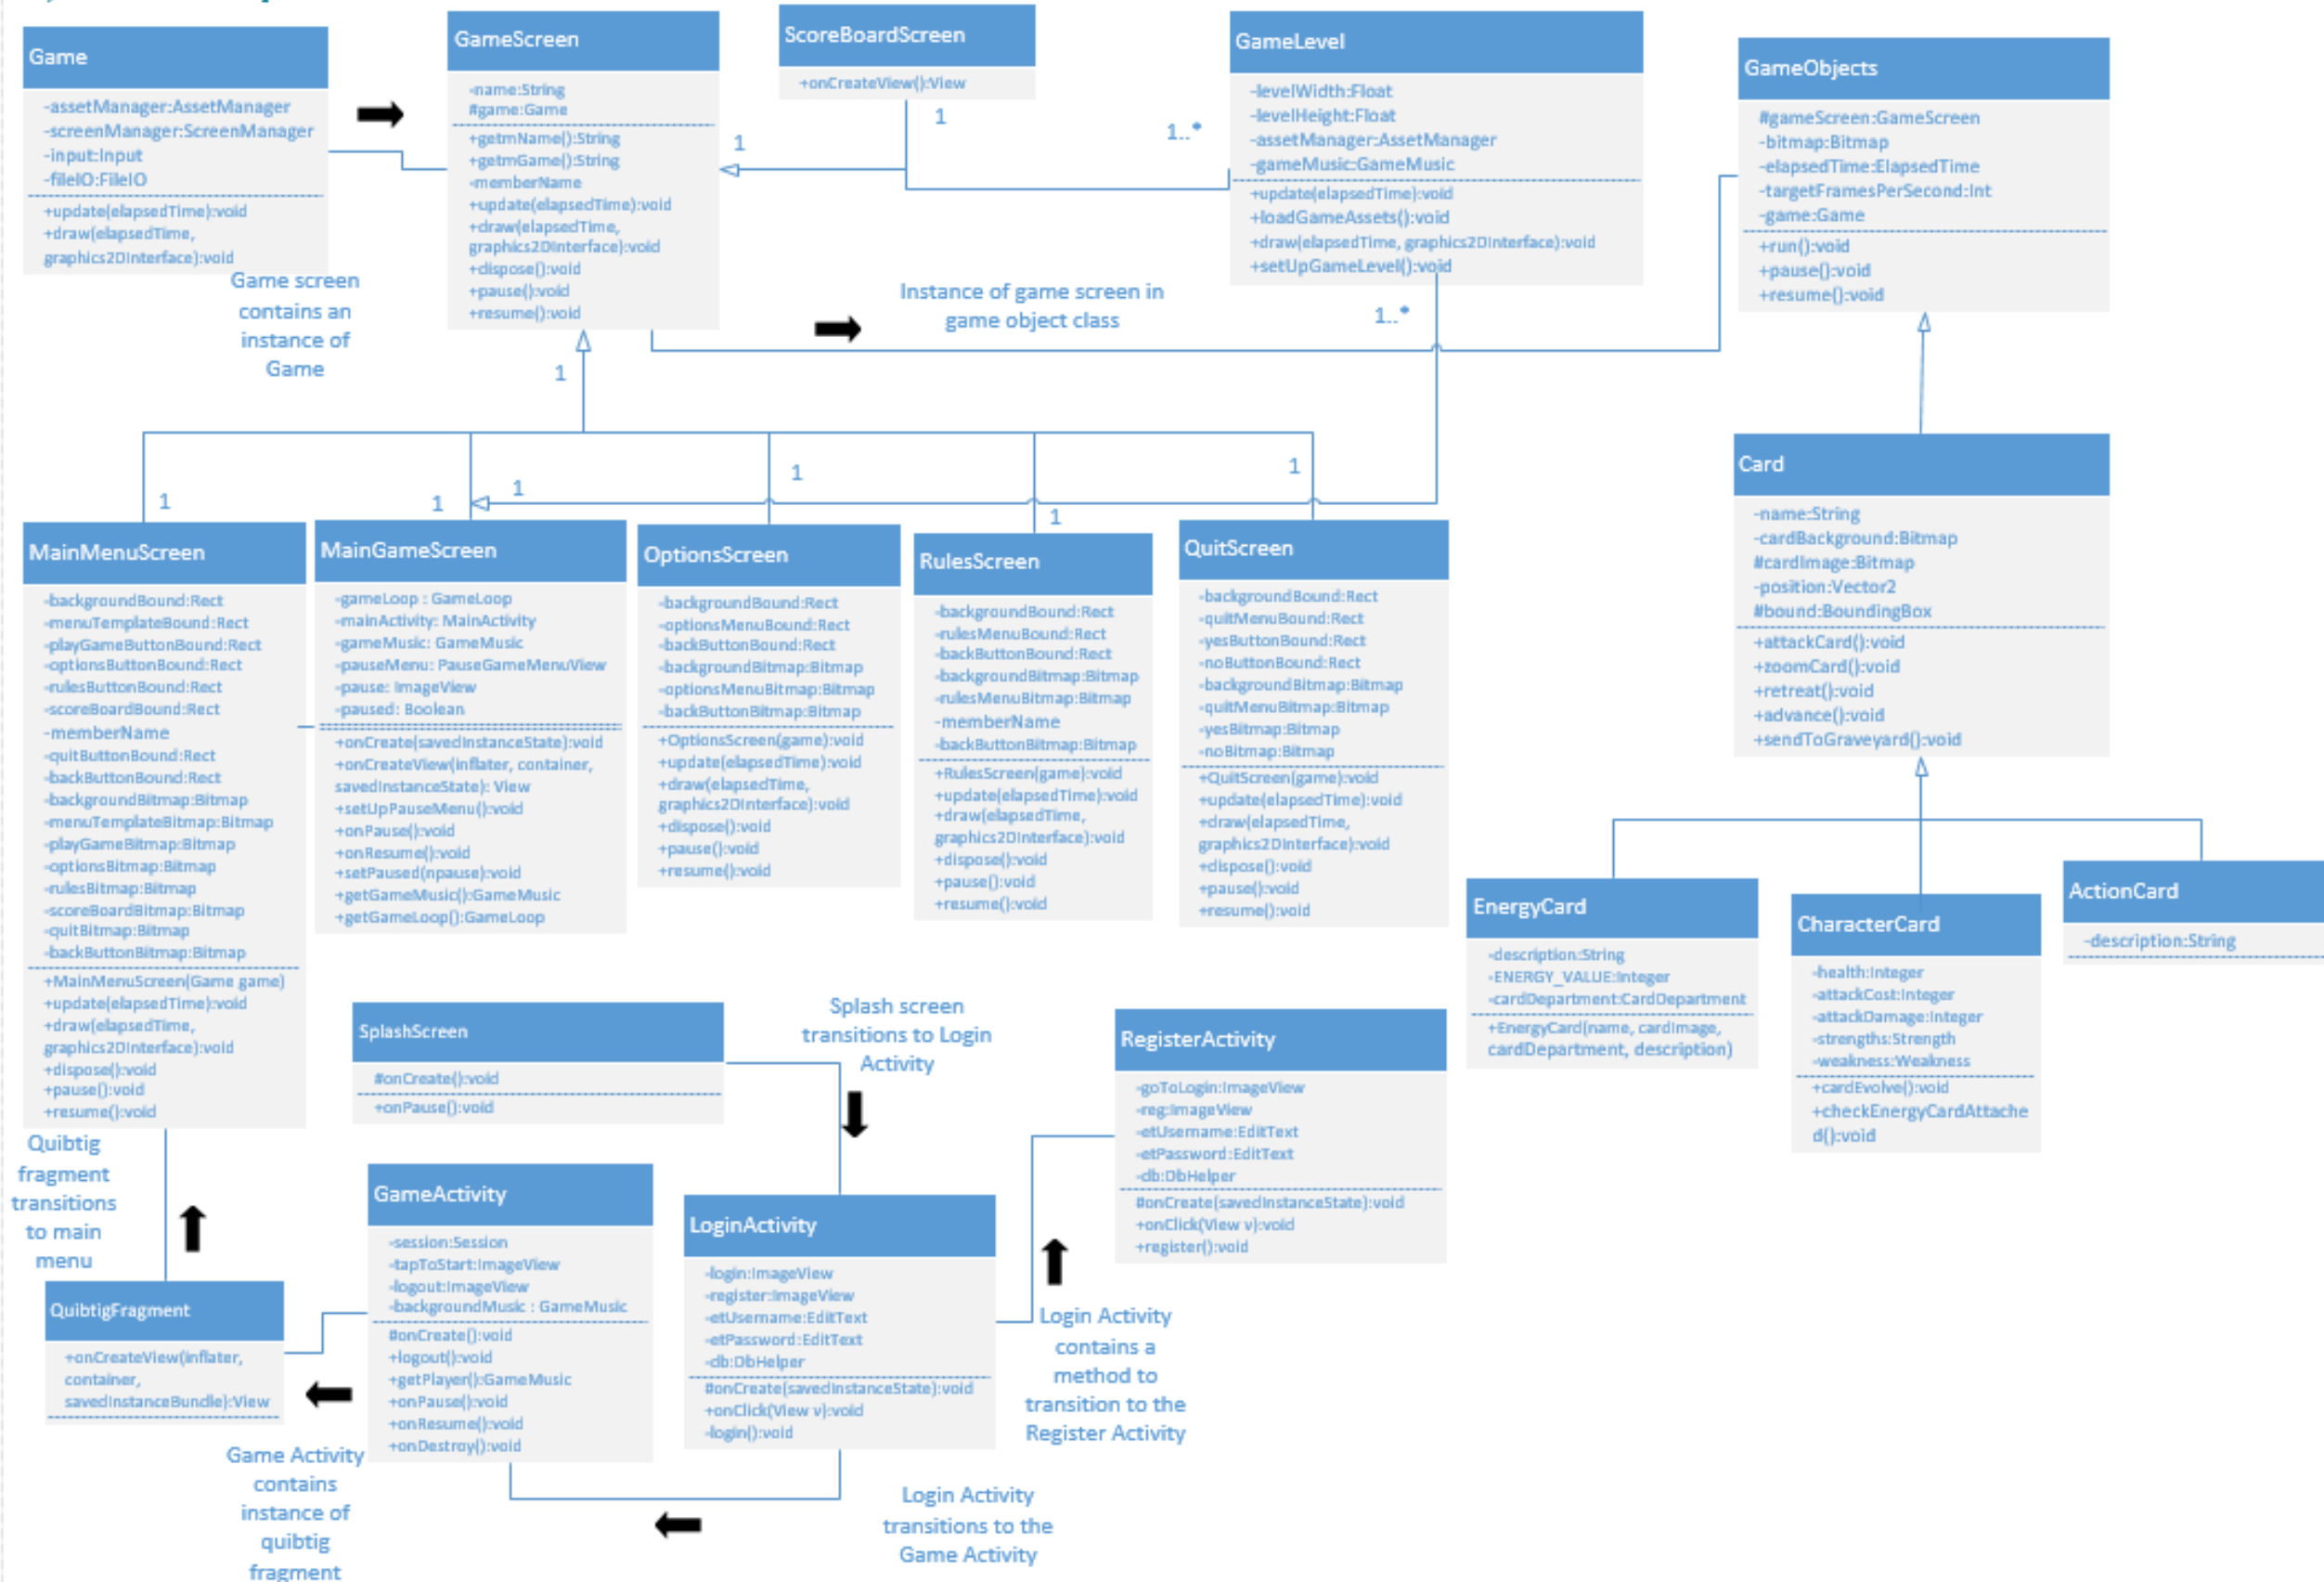 Game
-assetManager:AssetManager
-screenManager:ScreenManager
-input:Input
-fileIO:FileIO
+update(elapsedTime):void
+draw(elapsedTime,
graphics2DInterface):void
Game screen
contains an
instance of
Game
GameScreen
-name:String
#game:Game
+getmName():String
+getmGame():String
-memberName
+update(elapsedTime):void
+draw(elapsedTime,
graphics2DInterface):void
+dispose():void
+pause():void
+resume():void
1
1
ScoreBoardScreen
+onCreateView():View
1
1..*
GameLevel
-levelWidth:Float
-levelHeight:Float
-assetManager:AssetManager
-gameMusic:GameMusic
+update(elapsedTime):void
+loadGameAssets():void
+draw(elapsedTime, graphics2DInterface):void
+setUpGameLevel():void
1..*
Instance of game screen in
game object class
GameObjects
#gameScreen:GameScreen
-bitmap:Bitmap
-elapsedTime:ElapsedTime
-targetFramesPerSecond:Int
-game:Game
+run():void
+pause():void
+resume():void
1
1
1
1
1
1
MainMenuScreen
-backgroundBound:Rect
-menuTemplateBound:Rect
-playGameButtonBound:Rect
-optionsButtonBound:Rect
-rulesButtonBound:Rect
-scoreBoardBound:Rect
-memberName
-quitButtonBound:Rect
-backButtonBound:Rect
-backgroundBitmap:Bitmap
-menuTemplateBitmap:Bitmap
-playGameBitmap:Bitmap
-optionsBitmap:Bitmap
-rulesBitmap:Bitmap
-scoreBoardBitmap:Bitmap
-quitBitmap:Bitmap
-backButtonBitmap:Bitmap
+MainMenuScreen(Game game)
+update(elapsedTime):void
+draw(elapsedTime,
graphics2DInterface):void
+dispose():void
+pause():void
+resume():void
MainGameScreen
-gameLoop : GameLoop
-mainActivity: MainActivity
-gameMusic: GameMusic
-pauseMenu: PauseGameMenuView
-pause: ImageView
-paused: Boolean
+onCreate(savedInstanceState):void
+onCreateView(inflater, container,
savedInstanceState): View
+setUpPauseMenu():void
+onPause():void
+onResume():void
+setPaused(npause):void
+getGameMusic():GameMusic
+getGameLoop():GameLoop
OptionsScreen
-backgroundBound:Rect
-optionsMenuBound:Rect
-backButtonBound:Rect
-backgroundBitmap:Bitmap
-optionsMenuBitmap:Bitmap
-backButtonBitmap:Bitmap
+OptionsScreen(game):void
+update(elapsedTime):void
+draw(elapsedTime,
graphics2DInterface):void
+dispose():void
+pause():void
+resume():void
RulesScreen
-backgroundBound:Rect
-rulesMenuBound:Rect
-backButtonBound:Rect
-backgroundBitmap:Bitmap
-rulesMenuBitmap:Bitmap
-memberName
-backButtonBitmap:Bitmap
+RulesScreen(game):void
+update(elapsedTime):void
+draw(elapsedTime,
graphics2DInterface):void
+dispose():void
+pause():void
+resume():void
QuitScreen
-backgroundBound:Rect
-quitMenuBound:Rect
-yesButtonBound:Rect
-noButtonBound:Rect
-backgroundBitmap:Bitmap
-quitMenuBitmap:Bitmap
-yesBitmap:Bitmap
-noBitmap:Bitmap
+QuitScreen(game):void
+update(elapsedTime):void
+draw(elapsedTime,
graphics2DInterface):void
+dispose():void
+pause():void
+resume():void
Card
-name:String
-cardBackground:Bitmap
#cardImage:Bitmap
-position:Vector2
#bound:BoundingBox
+attackCard():void
+zoomCard():void
+retreat():void
+advance():void
+sendToGraveyard():void
EnergyCard
-description:String
-ENERGY_VALUE:Integer
-cardDepartment:CardDepartment
+EnergyCard(name, cardImage,
cardDepartment, description)
CharacterCard
-health:Integer
-attackCost:Integer
-attackDamage:Integer
-strengths:Strength
-weakness:Weakness
+cardEvolve():void
+checkEnergyCardAttache
d():void
ActionCard
-description:String
SplashScreen
#onCreate():void
+onPause():void
Splash screen
transitions to Login
Activity
RegisterActivity
-goToLogin:ImageView
-reg:ImageView
-etUsername:EditText
-etPassword:EditText
-db:DbHelper
#onCreate(savedInstanceState):void
+onClick(View v):void
+register():void
Quibtig
fragment
transitions
to main
menu
QuibtigFragment
+onCreateView(inflater,
container,
savedInstanceBundle):View
GameActivity
-session:Session
-tapToStart:ImageView
-logout:ImageView
-backgroundMusic : GameMusic
#onCreate():void
+logout():void
+getPlayer():GameMusic
+onPause():void
+onResume():void
+onDestroy():void
LoginActivity
-login:ImageView
-register:ImageView
-etUsername:EditText
-etPassword:EditText
-db:DbHelper
#onCreate(savedInstanceState):void
+onClick(View v):void
-login():void
Login Activity
contains a
method to
transition to the
Register Activity
Game Activity
contains
instance of
quibtig
fragment
Login Activity
transitions to the
Game Activity